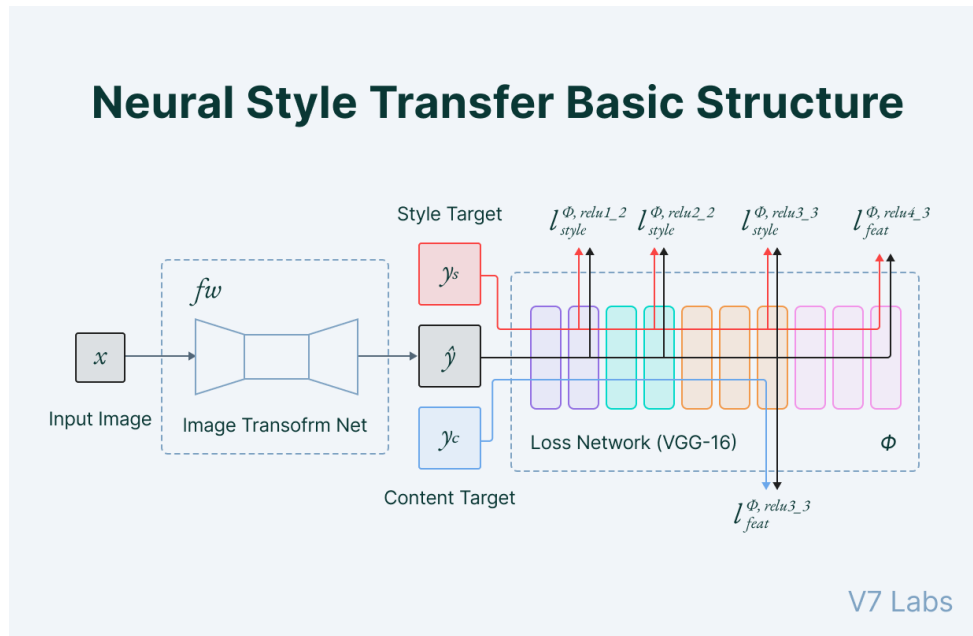 Neural Style Transfer Basic Structure
Style Target
l style Φ, relu1_2
l style Φ, relu2_2
l style Φ, relu3_3
l feat Φ, relu4_3
fw
ys
x
ŷ
Input Image
Image Transofrm Net
yc
Loss Network (VGG-16)
Φ
Content Target
l feat Φ, relu3_3
V7 Labs